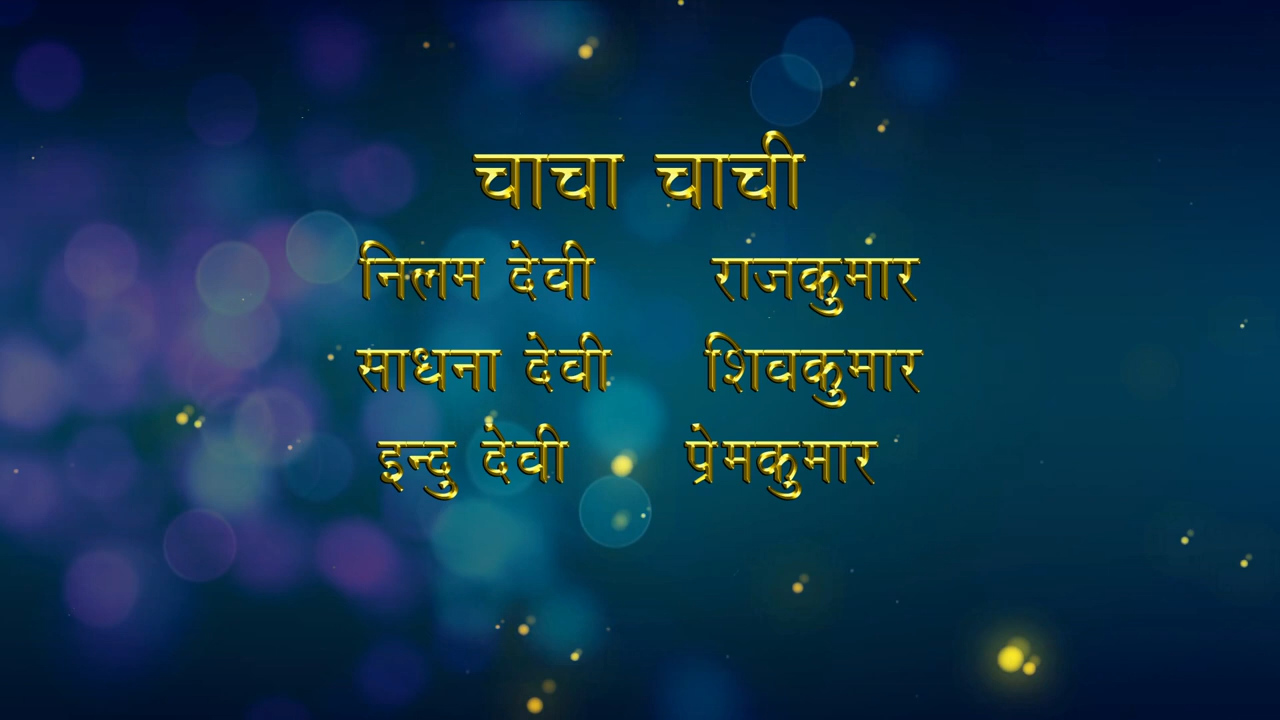 चाचा चाची
निलम देवी राजकुमार
साधना देवी शिवकुमार
इन्दु देवी प्रेमकुमार